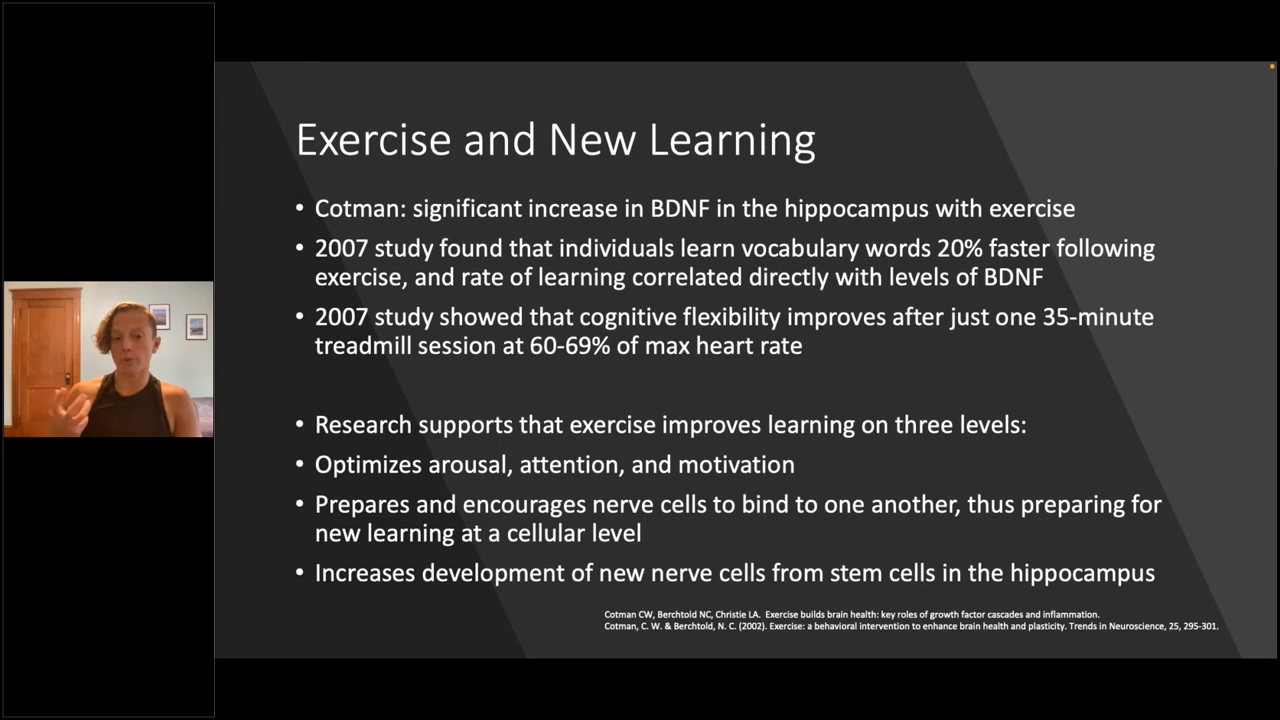 Exercise and New Learning
• Cotman: significant increase in BDNF in the hippocampus with exercise
• 2007 study found that individuals learn vocabulary words 20% faster following
exercise, and rate of learning correlated directly with levels of BDNF
• 2007 study showed that cognitive flexibility improves after just one 35-minute
treadmill session at 60-69% of max heart rate
• Research supports that exercise improves learning on three levels:
• Optimizes arousal, attention, and motivation
• Prepares and encourages nerve cells to bind to one another, thus preparing for
new learning at a cellular level
• Increases development of new nerve cells from stem cells in the hippocampus
Cotman CW, Berchtold NC, Christie LA. Exercise builds brain health: key roles of growth factor cascades and inflammation.
Cotman, C. W. & Berchtold, N. C. (2002). Exercise: a behavioral intervention to enhance brain health and plasticity. Trends in Neuroscience, 25, 295-301.